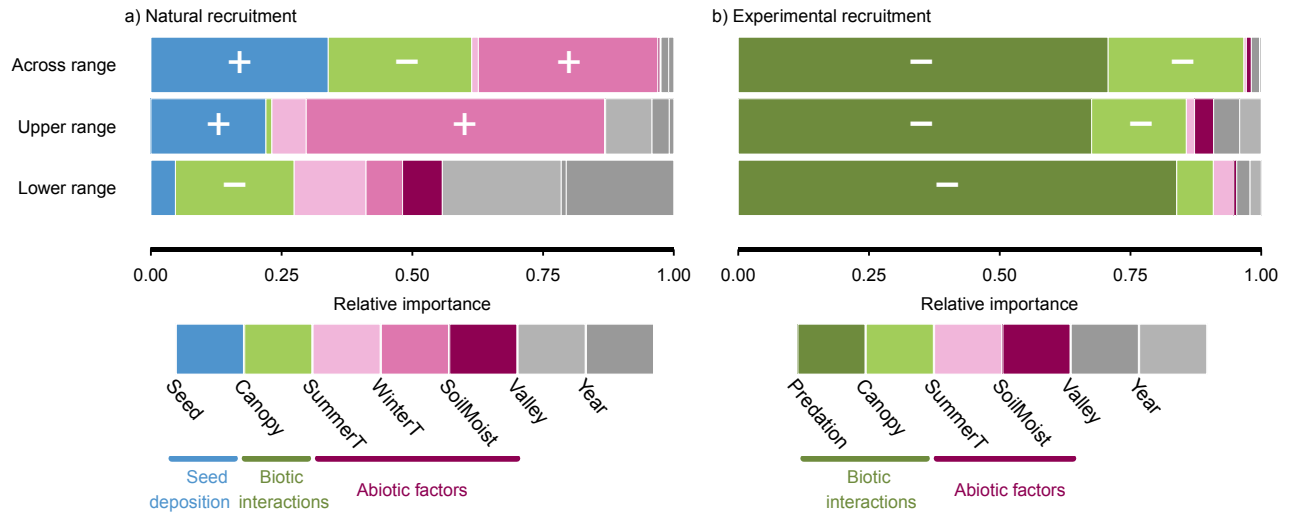 a) Natural recruitment
b) Experimental recruitment
Across range
+
−
+
−
−
Upper range
+
+
−
−
Lower range
−
−
0.00
0.25
0.50
0.75
1.00
0.00
0.25
0.50
0.75
1.00
Relative importance
Relative importance
Seed
Canopy
SummerT
WinterT
SoilMoist
Valley
Year
Predation
Canopy
SummerT
SoilMoist
Valley
Year
Seed
deposition
Biotic
interactions
Abiotic factors
Biotic
interactions
Abiotic factors